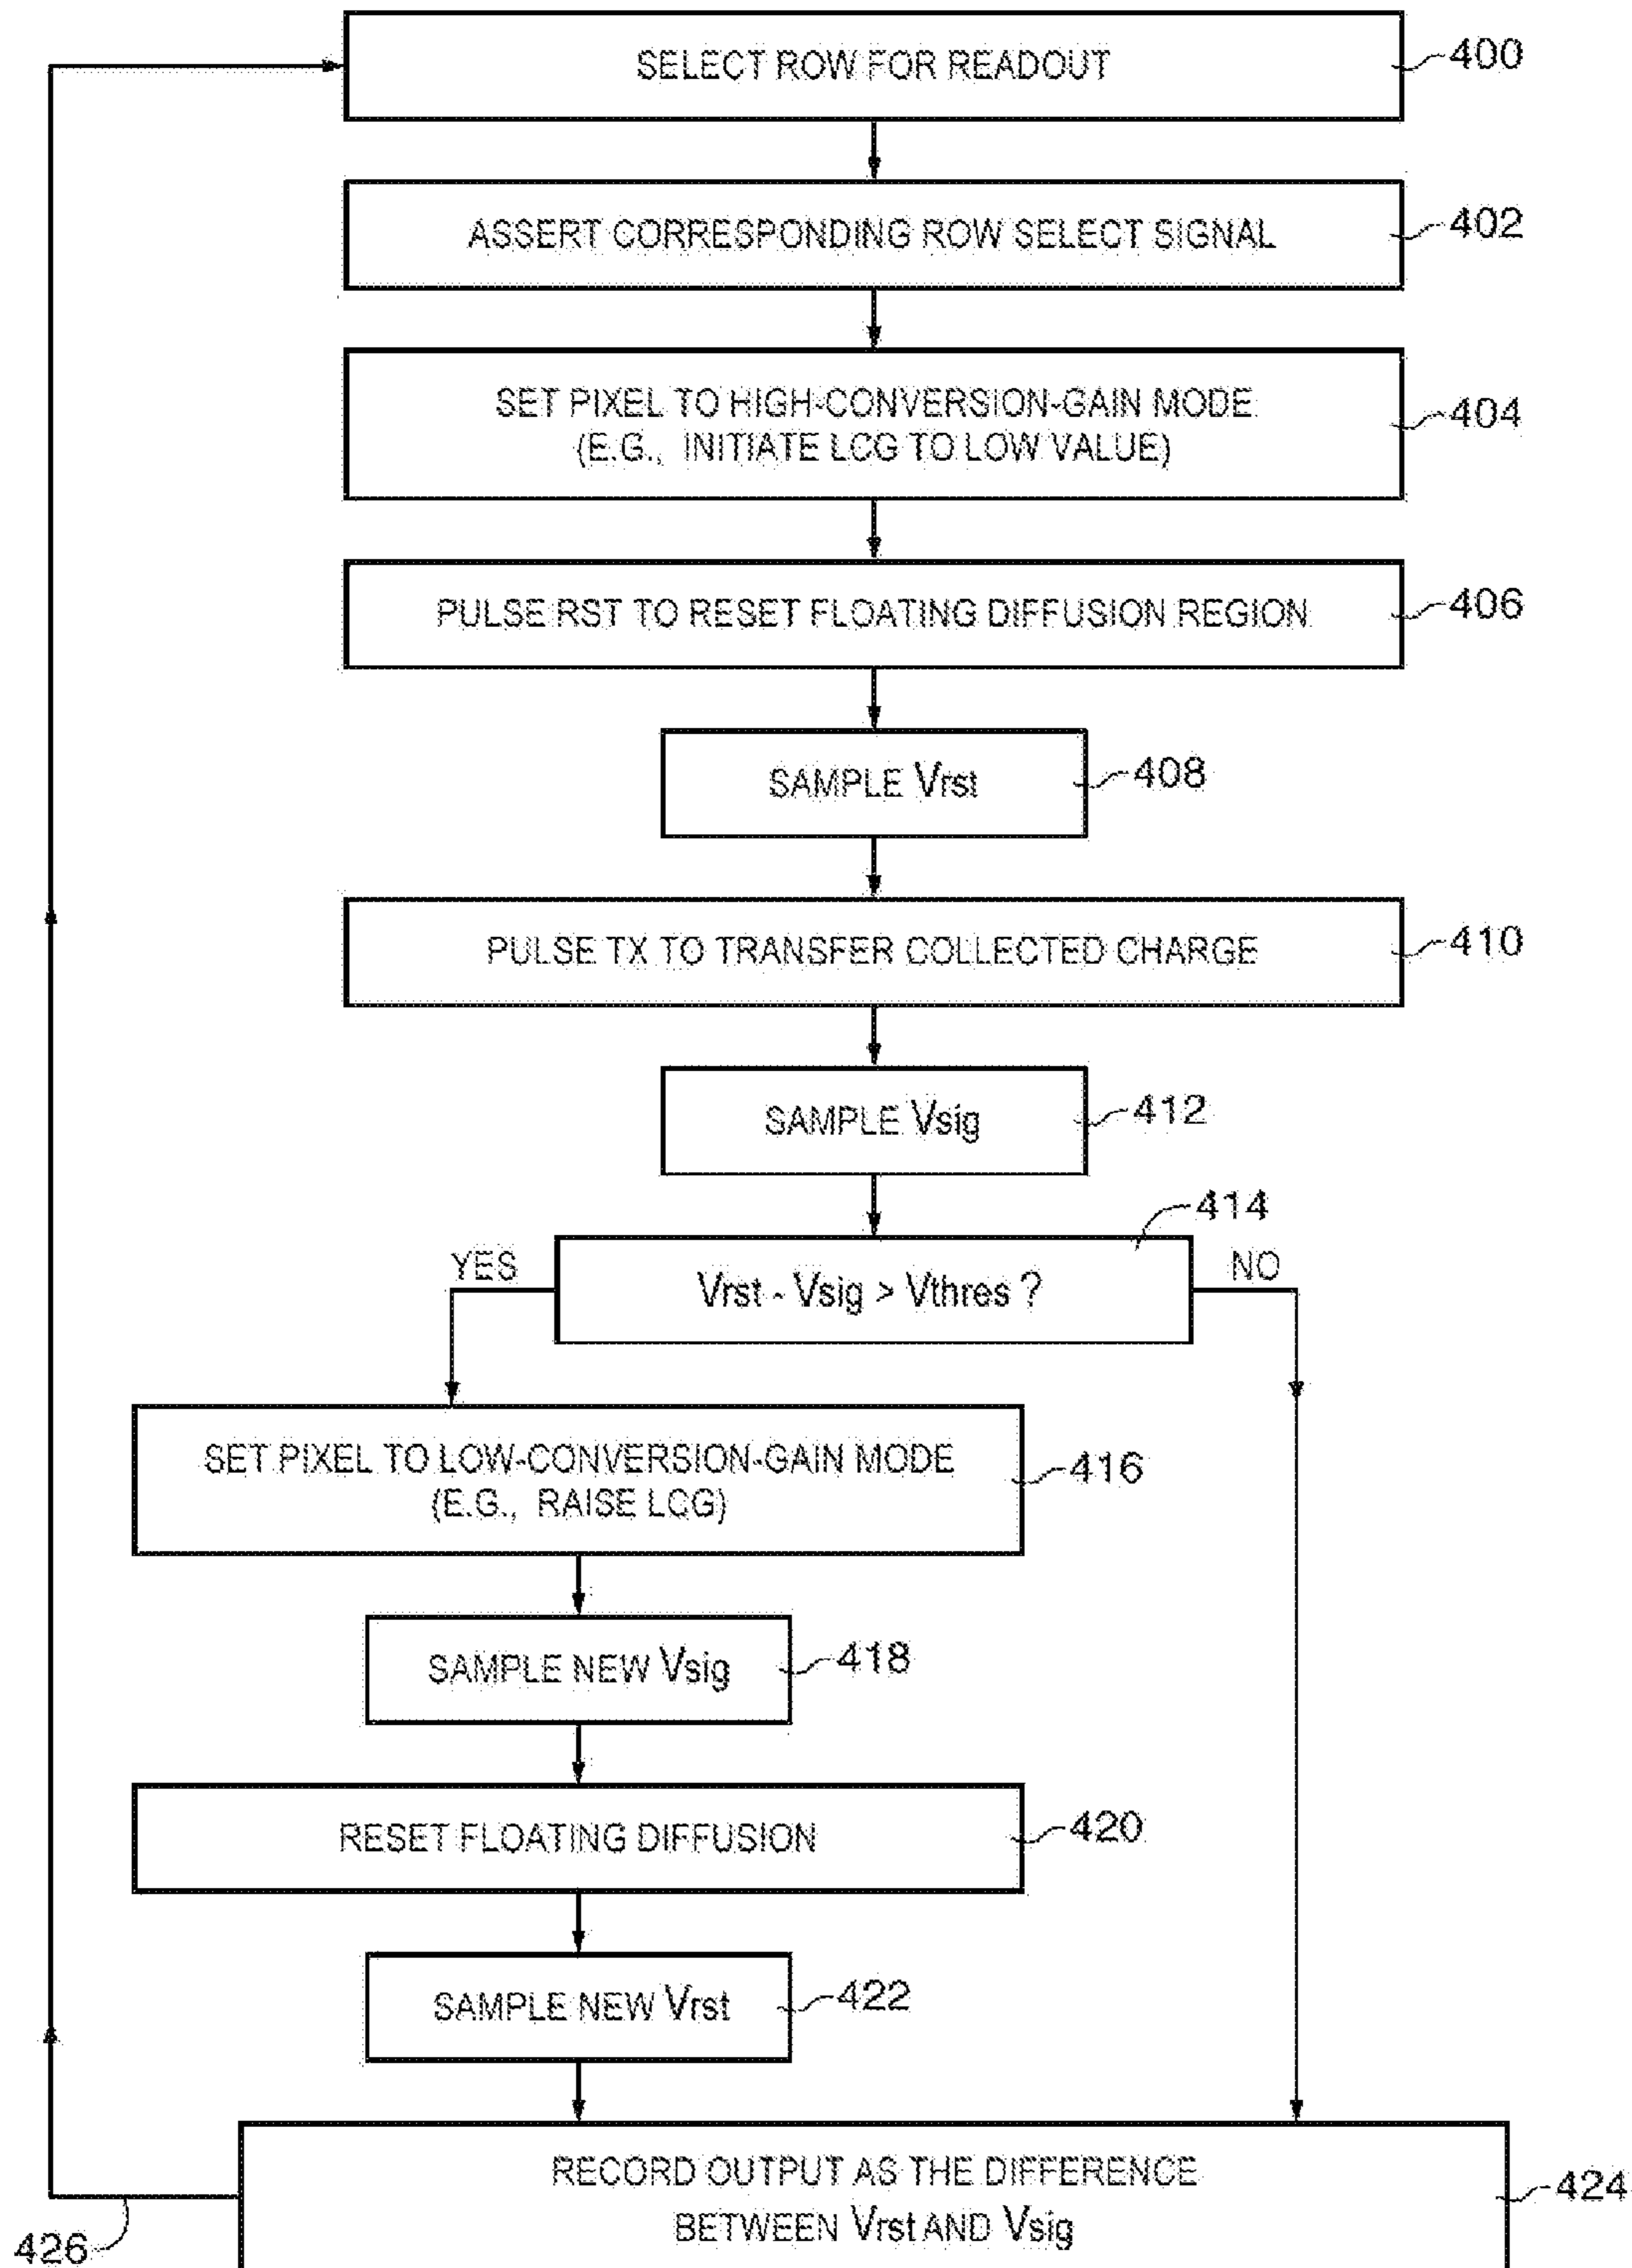 SELECT ROW FOR READOUT
400
ASSERT CORRESPONDING ROW SELECT SIGNAL
402
SET PIXEL TO HIGH-CONVERSION-GAIN MODE
(E.G., INITIATE LCG TO LOW VALUE)
404
PULSE RST TO RESET FLOATING DIFFUSION REGION
406
SAMPLE Vrst
408
PULSE TX TO TRANSFER COLLECTED CHARGE
410
SAMPLE Vsig
412
414
YES
Vrst - Vsig > Vthres ?
NO
SET PIXEL TO LOW-CONVERSION-GAIN MODE
(E.G., RAISE LCG)
416
SAMPLE NEW Vsig
418
RESET FLOATING DIFFUSION
420
SAMPLE NEW Vrst
422
RECORD OUTPUT AS THE DIFFERENCE
BETWEEN Vrst AND Vsig
424
426